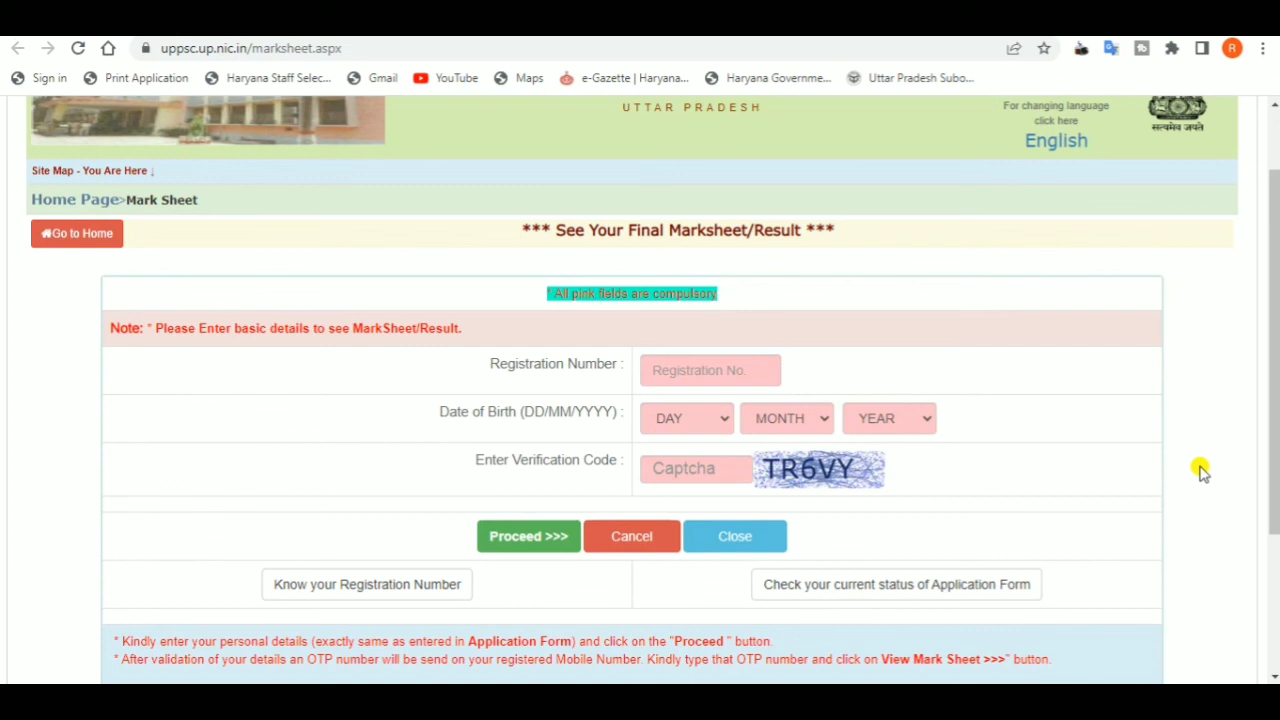 uppsc.up.nic.in/marksheet.aspx
R
Sign in Print Application Haryana Staff Selec... Gmail YouTube Maps e-Gazette | Haryana... Haryana Governme... Uttar Pradesh Subo...
UTTAR PRADESH
For changing language
click here
English
सत्यमेव जयते
Site Map - You Are Here ↓
Home Page>Mark Sheet
Go to Home
*** See Your Final Marksheet/Result ***
* All pink fields are compulsory
Note: * Please Enter basic details to see MarkSheet/Result.
Registration Number : Registration No.
Date of Birth (DD/MM/YYYY) : DAY MONTH YEAR
Enter Verification Code : Captcha TR6VY
Proceed >>> Cancel Close
Know your Registration Number Check your current status of Application Form
* Kindly enter your personal details (exactly same as entered in Application Form) and click on the "Proceed " button.
* After validation of your details an OTP number will be send on your registered Mobile Number. Kindly type that OTP number and click on View Mark Sheet >>>" button.